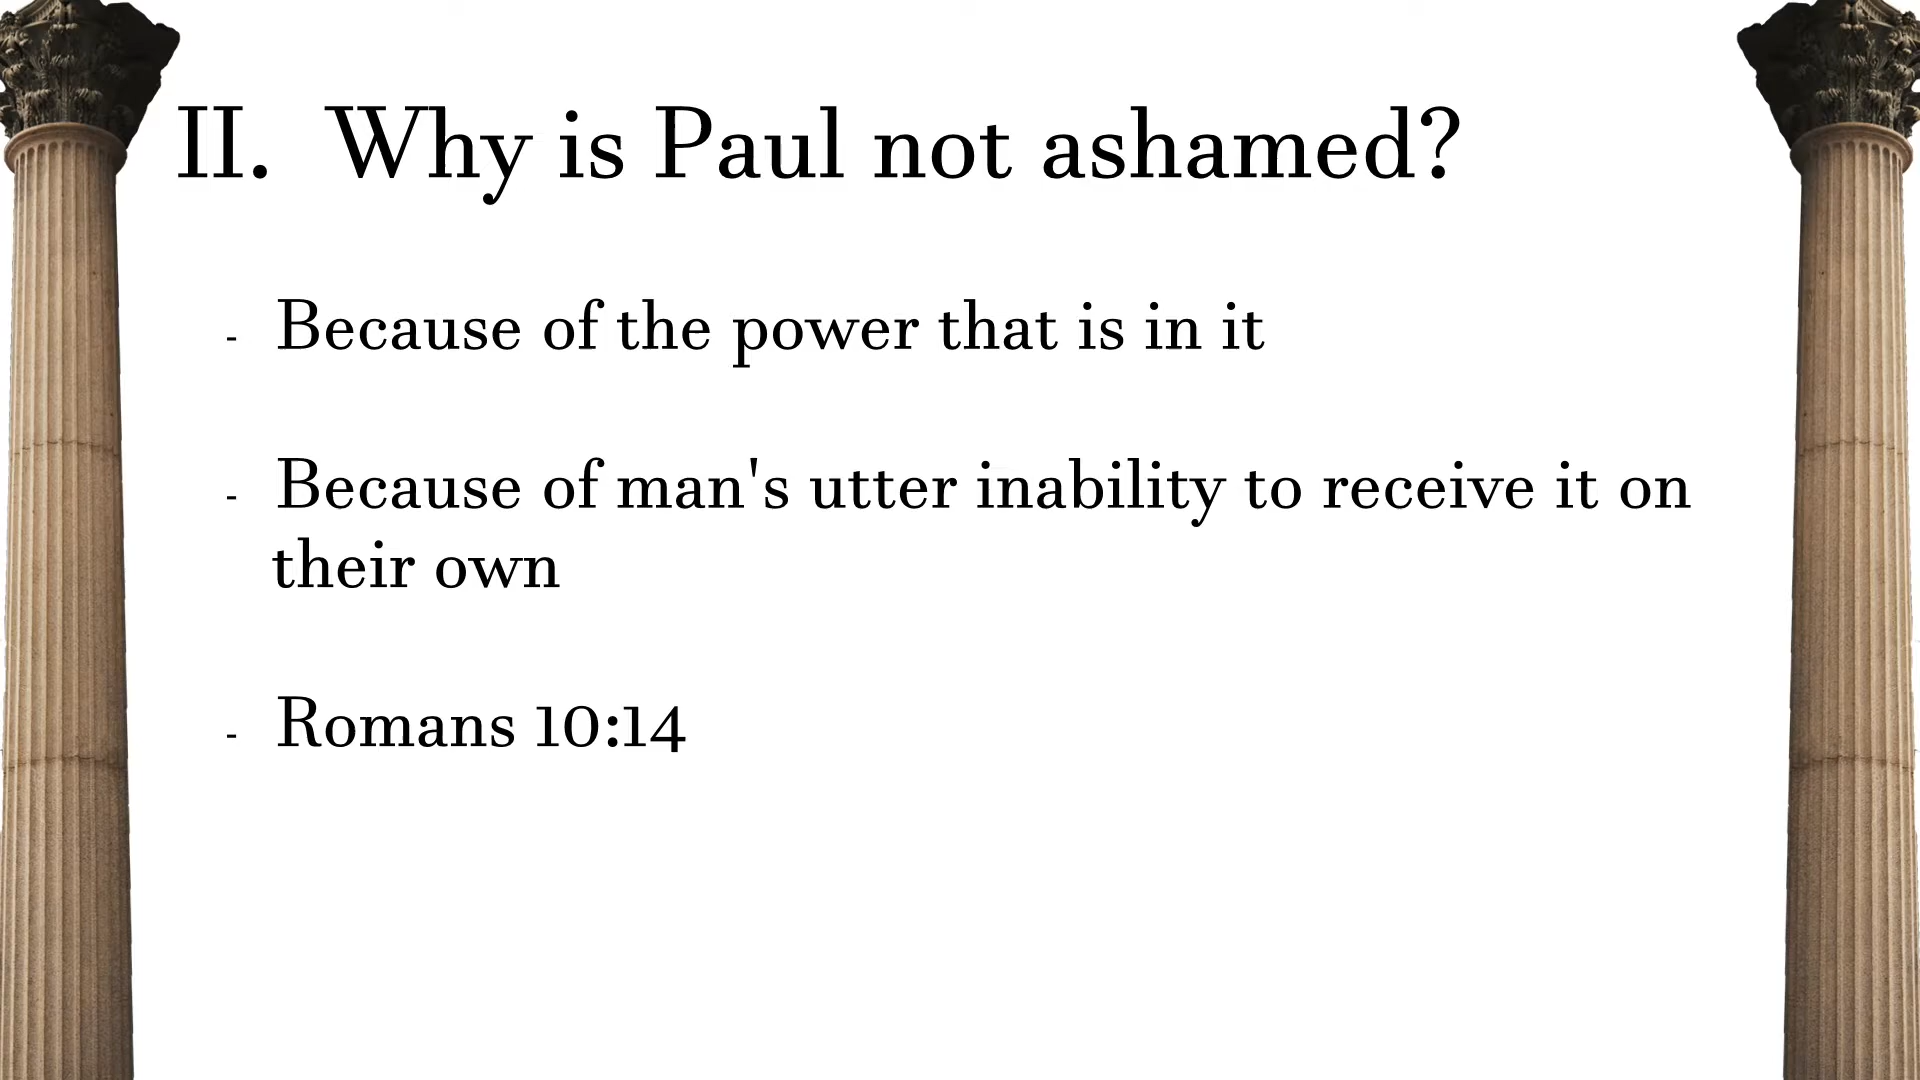 II. Why is Paul not ashamed?
- Because of the power that is in it
- Because of man's utter inability to receive it on
their own
- Romans 10:14